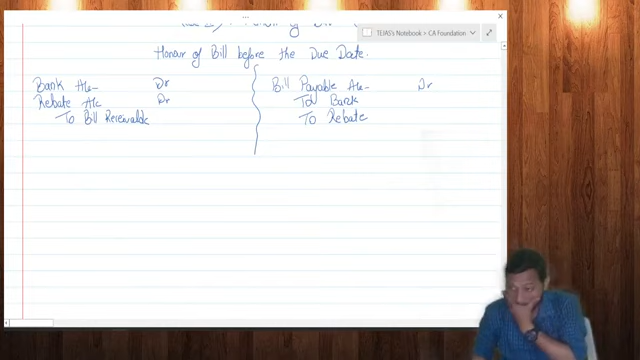 TEJAS's Notebook > CA Foundation
Honour of Bill before the Due Date.
Bank A/c Dr
Rebate A/c Dr
To Bill Receivable
Bill Payable A/c Dr
To Bank
To Rebate